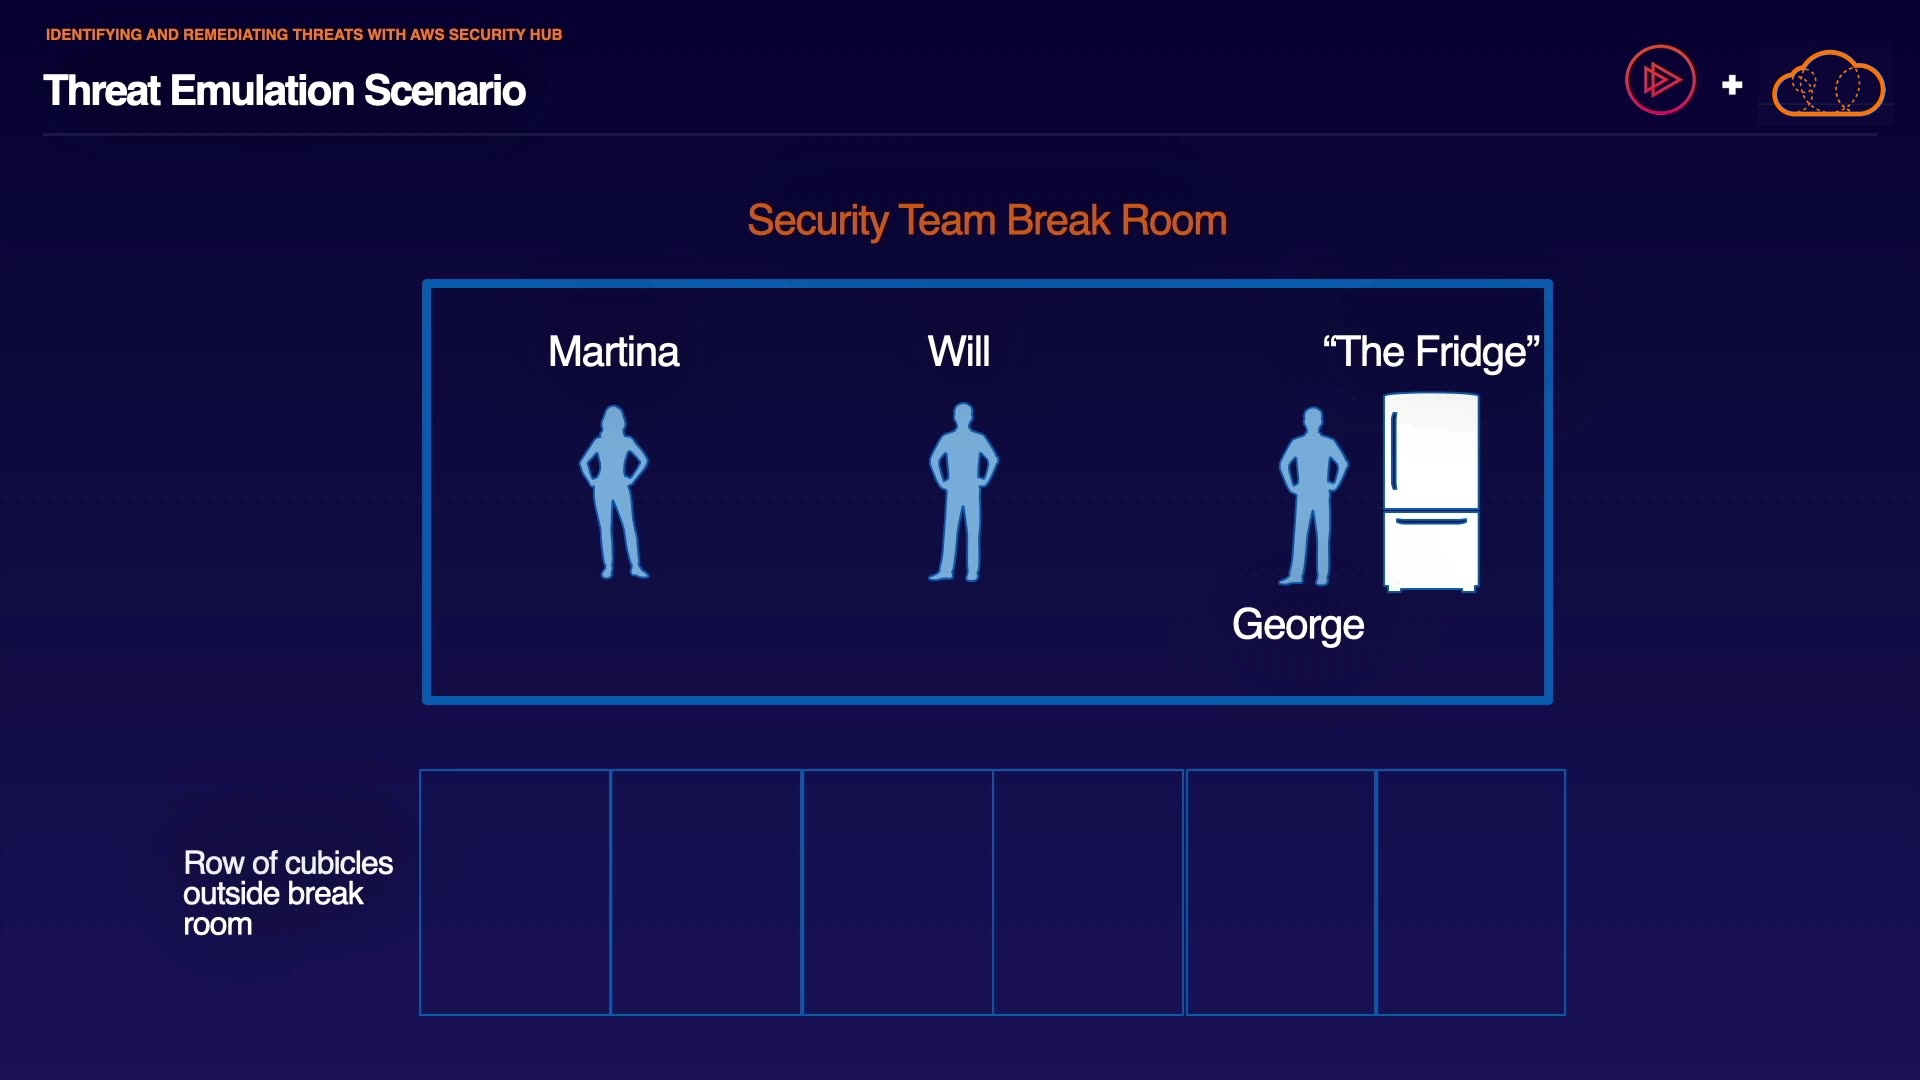 IDENTIFYING AND REMEDIATING THREATS WITH AWS SECURITY HUB
Threat Emulation Scenario
Security Team Break Room
Martina
Will
“The Fridge”
George
Row of cubicles
outside break
room